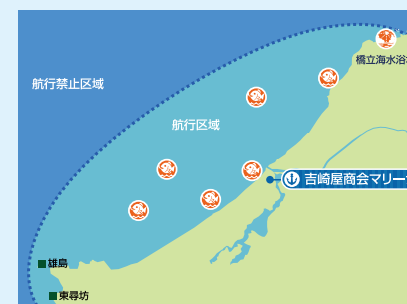 橋立海水浴
航行禁止区域
航行区域
吉崎屋商会マリー
雄島
東尋坊